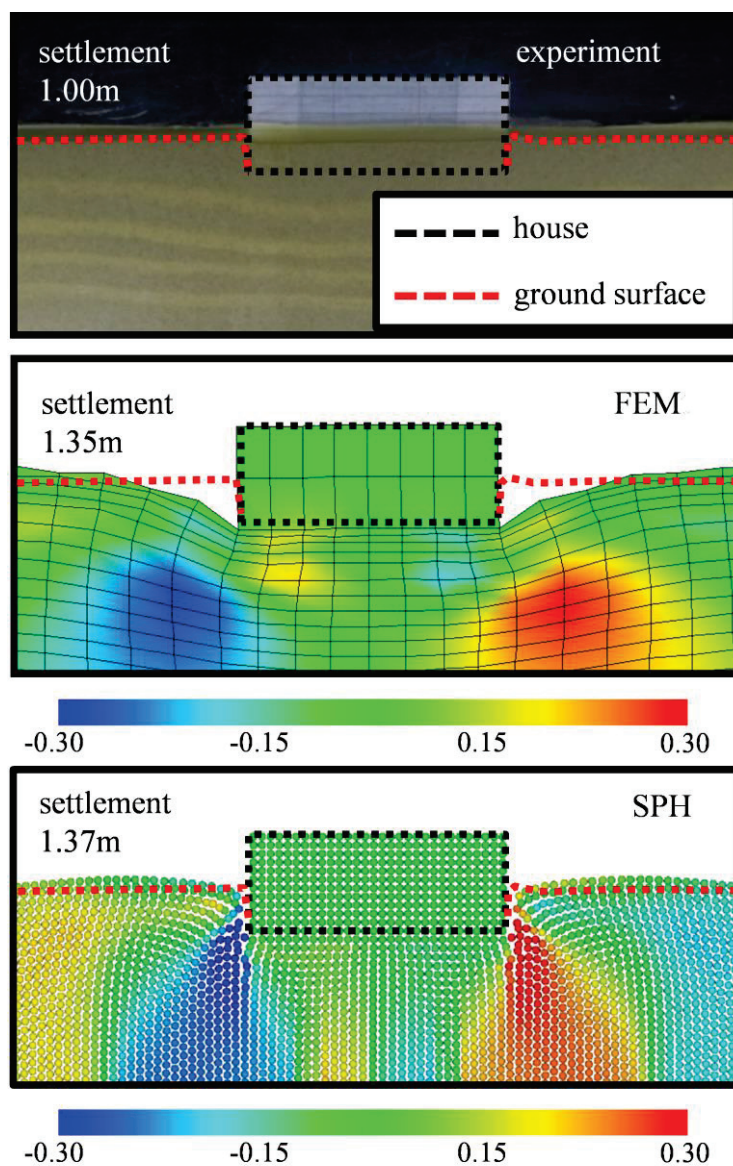 settlement
1.00m
experiment
house
ground surface
settlement
1.35m
FEM
-0.30 -0.15 0.15 0.30
settlement
1.37m
SPH
-0.30 -0.15 0.15 0.30